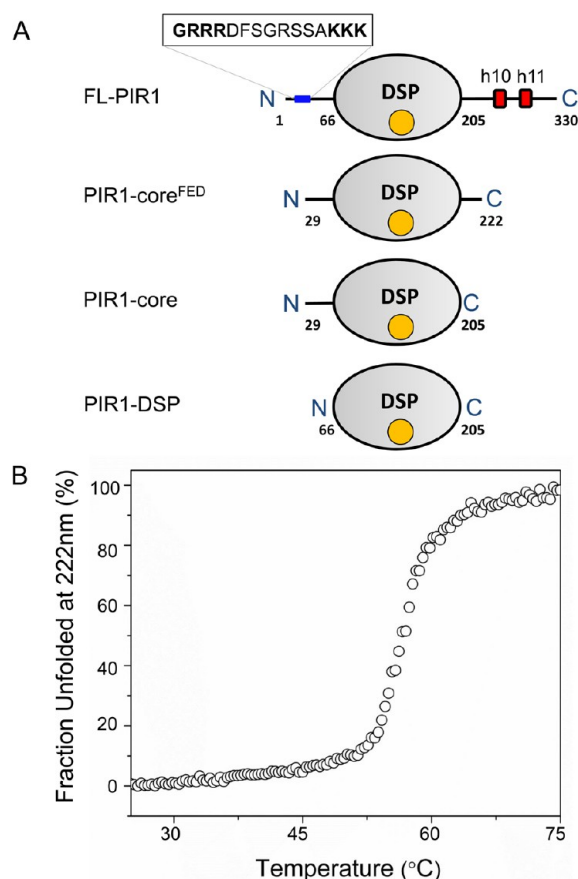 A
GRRRDFSGRSSAKKK
FL-PIR1 N DSP h10 h11 C
1 66 205 330
PIR1-coreFED N DSP C
29 222
PIR1-core N DSP C
29 205
PIR1-DSP N DSP C
66 205
B
Fraction Unfolded at 222nm (%)
100
80
60
40
20
0
30 45 60 75
Temperature (°C)